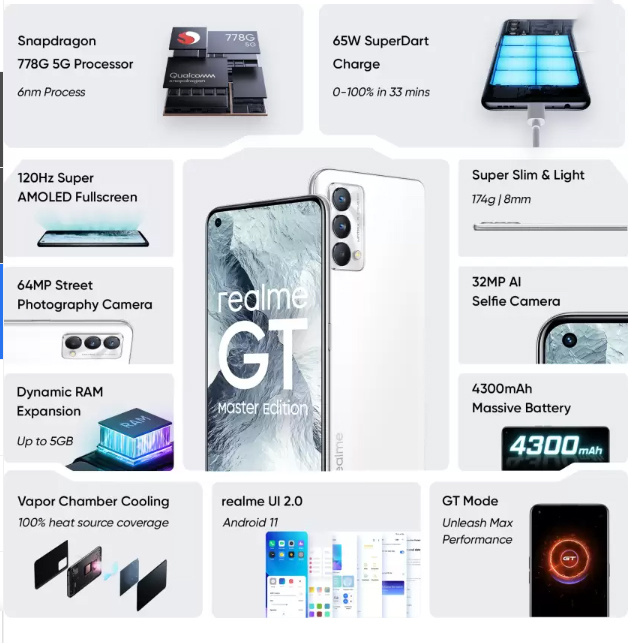 Snapdragon
778G 5G Processor
6nm Process
778G
5G
Qualcomm
snapdragon
65W SuperDart
Charge
0-100% in 33 mins
120Hz Super
AMOLED Fullscreen
Super Slim & Light
174g | 8mm
64MP Street
Photography Camera
realme
GT
Master Edition
realme
32MP AI
Selfie Camera
Dynamic RAM
Expansion
Up to 5GB
RAM
4300mAh
Massive Battery
4300mAh
Vapor Chamber Cooling
100% heat source coverage
realme UI 2.0
Android 11
GT Mode
Unleash Max
Performance
GT